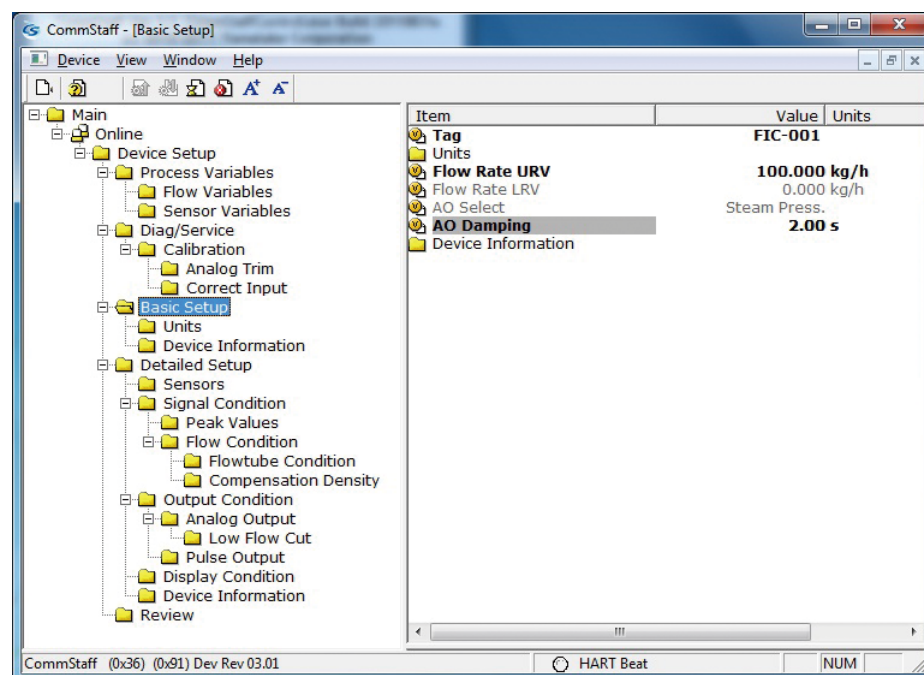 CommStaff - [Basic Setup]
Device View Window Help
Main
Online
Device Setup
Process Variables
Flow Variables
Sensor Variables
Diag/Service
Calibration
Analog Trim
Correct Input
Basic Setup
Units
Device Information
Detailed Setup
Sensors
Signal Condition
Peak Values
Flow Condition
Flowtube Condition
Compensation Density
Output Condition
Analog Output
Low Flow Cut
Pulse Output
Display Condition
Device Information
Review
Item Value Units
Tag FIC-001
Units
Flow Rate URV 100.000 kg/h
Flow Rate LRV 0.000 kg/h
AO Select Steam Press.
AO Damping 2.00 s
Device Information
CommStaff (0x36) (0x91) Dev Rev 03.01 HART Beat NUM